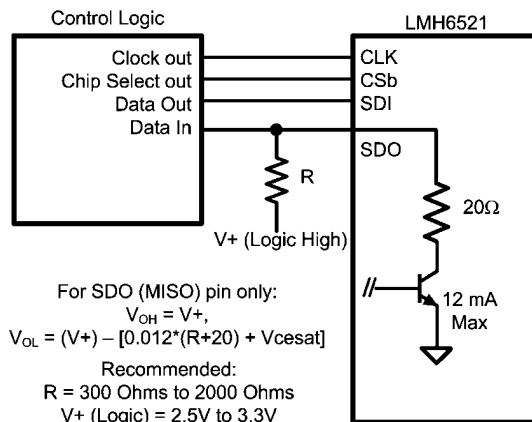 Control Logic
LMH6521
Clock out
CLK
Chip Select out
CSb
Data Out
SDI
Data In
SDO
R
20Ω
V+ (Logic High)
12 mA
Max
For SDO (MISO) pin only:
VOH = V+,
VOL = (V+) – [0.012*(R+20) + Vcesat]
Recommended:
R = 300 Ohms to 2000 Ohms
V+ (Logic) = 2.5V to 3.3V